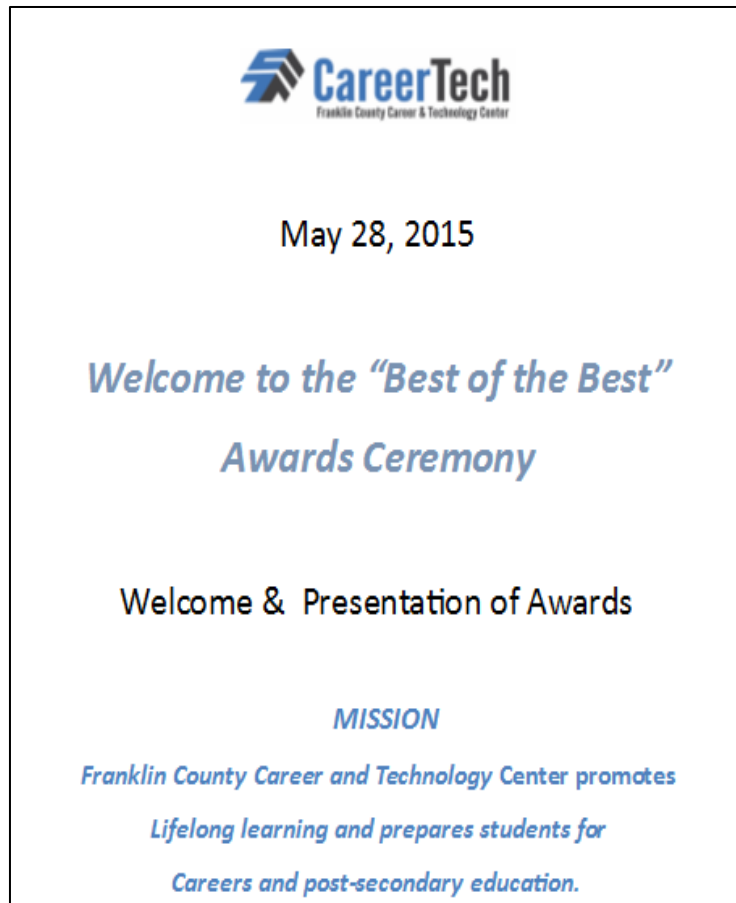 CareerTech
Franklin County Career & Technology Center
May 28, 2015
Welcome to the “Best of the Best”
Awards Ceremony
Welcome & Presentation of Awards
MISSION
Franklin County Career and Technology Center promotes
Lifelong learning and prepares students for
Careers and post-secondary education.